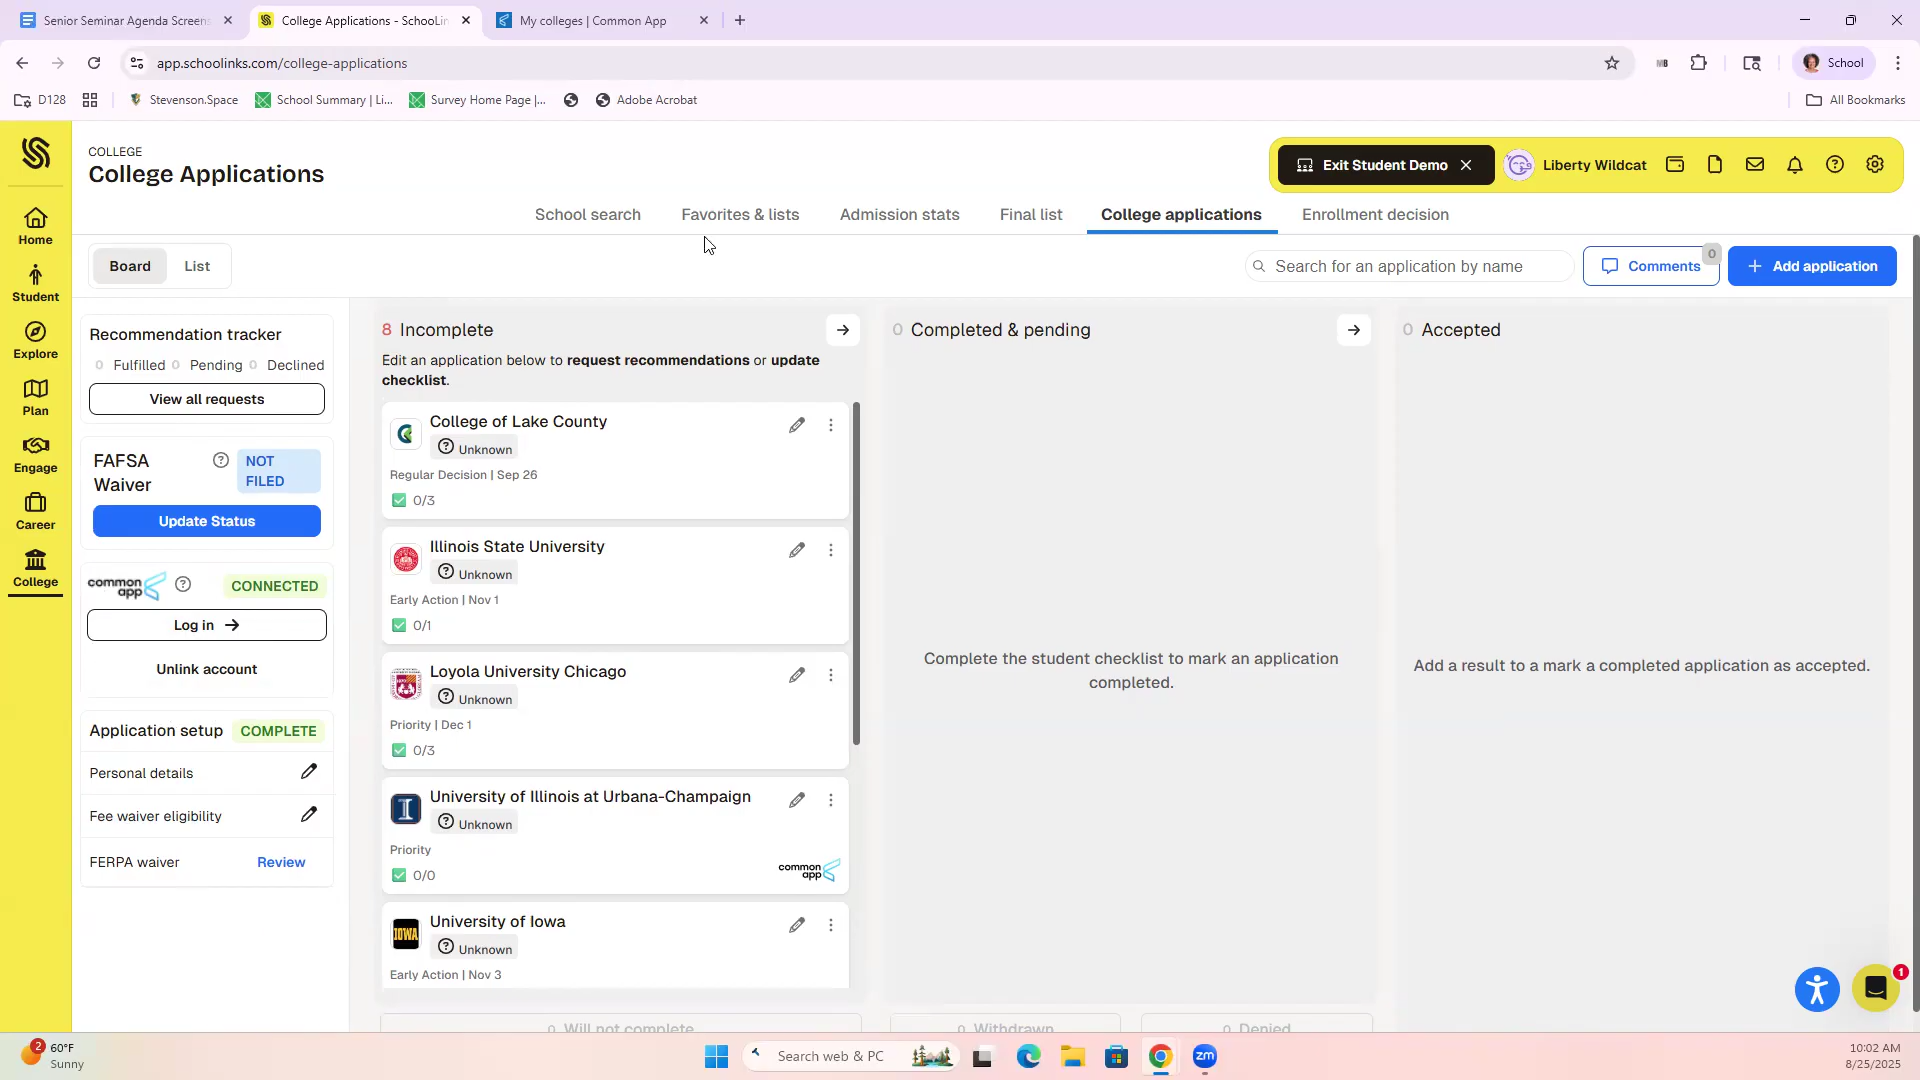 Senior Seminar Agenda Screens
College Applications - SchooLin
My colleges | Common App
app.schoolinks.com/college-applications
School
D128
Stevenson.Space
School Summary | Li...
Survey Home Page |...
Adobe Acrobat
All Bookmarks
COLLEGE
College Applications
Exit Student Demo
Liberty Wildcat
School search
Favorites & lists
Admission stats
Final list
College applications
Enrollment decision
Home
Student
Explore
Plan
Engage
Career
College
Board
List
Search for an application by name
Comments
0
Add application
Recommendation tracker
0 Fulfilled 0 Pending 0 Declined
View all requests
FAFSA
Waiver
NOT
FILED
Update Status
common
app
CONNECTED
Log in
Unlink account
Application setup
COMPLETE
Personal details
Fee waiver eligibility
FERPA waiver
Review
8 Incomplete
Edit an application below to request recommendations or update
checklist.
College of Lake County
Unknown
Regular Decision | Sep 26
0/3
Illinois State University
Unknown
Early Action | Nov 1
0/1
Loyola University Chicago
Unknown
Priority | Dec 1
0/3
University of Illinois at Urbana-Champaign
Unknown
Priority
0/0
common
app
IOWA
University of Iowa
Unknown
Early Action | Nov 3
0 Will not complete
0 Completed & pending
Complete the student checklist to mark an application
completed.
0 Withdrawn
0 Denied
0 Accepted
Add a result to a mark a completed application as accepted.
1
2
60°F
Sunny
Search web & PC
zm
10:02 AM
8/25/2025